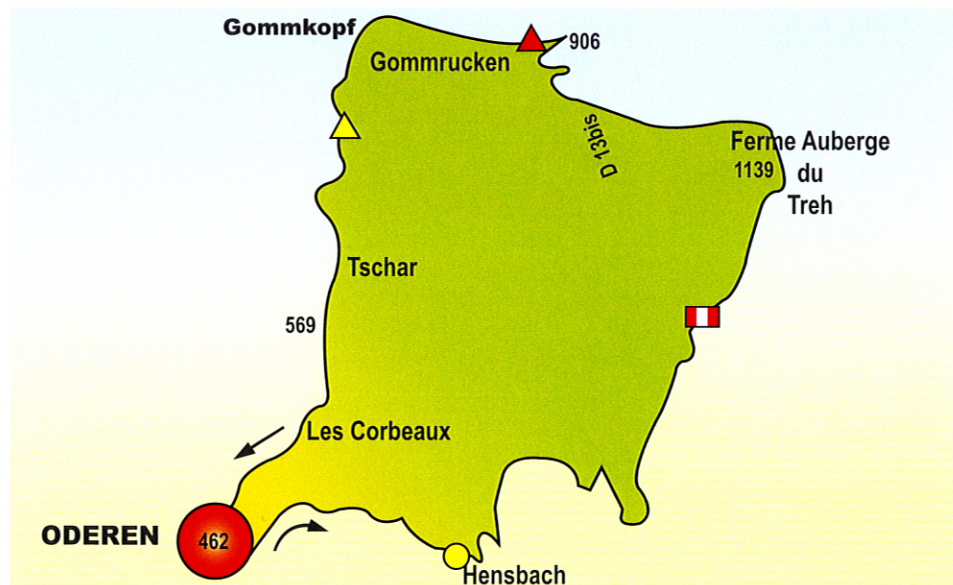 Gommkopf
906
Gommrucken
D 13bis
Ferme Auberge
1139
du
Treh
Tschar
569
Les Corbeaux
ODEREN
462
Hensbach